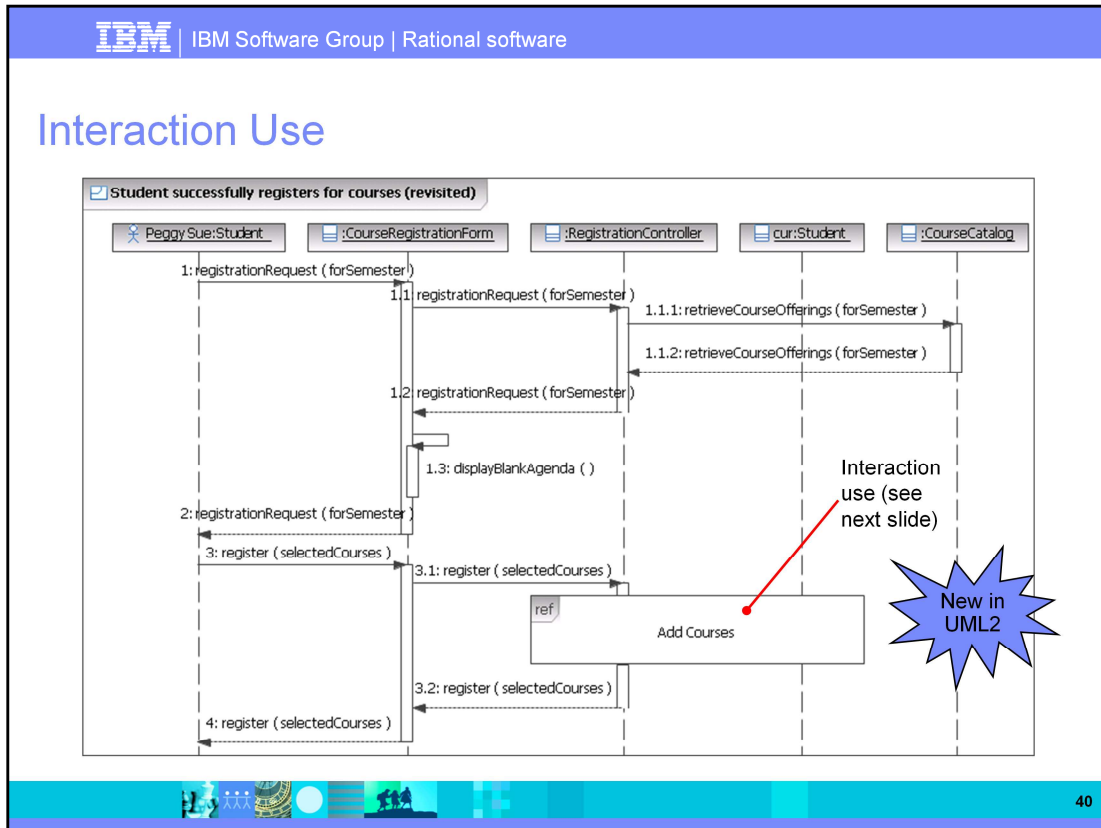 IBM | IBM Software Group | Rational software
Interaction Use
Student successfully registers for courses (revisited)
Peggy Sue:Student
:CourseRegistrationForm
:RegistrationController
cur:Student
:CourseCatalog
1: registrationRequest ( forSemester )
1.1: registrationRequest ( forSemester )
1.1.1: retrieveCourseOfferings ( forSemester )
1.1.2: retrieveCourseOfferings ( forSemester )
1.2: registrationRequest ( forSemester )
1.3: displayBlankAgenda ( )
Interaction
use (see
next slide)
2: registrationRequest ( forSemester )
3: register ( selectedCourses )
3.1: register ( selectedCourses )
ref
Add Courses
New in
UML2
3.2: register ( selectedCourses )
4: register ( selectedCourses )
40